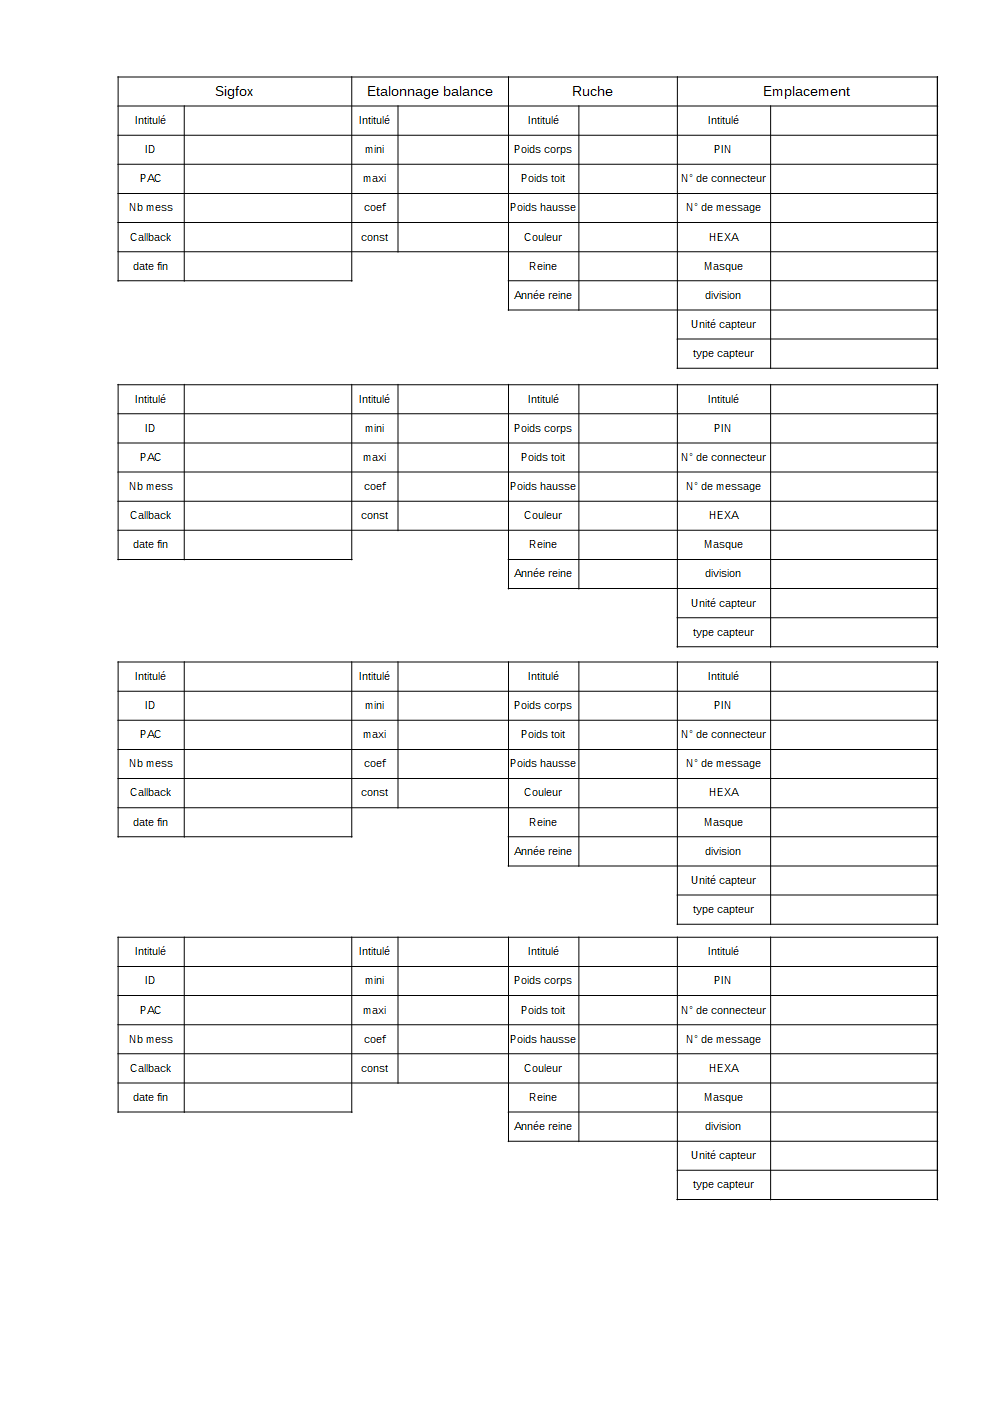 Sigfox Etalonnage balance Ruche Emplacement
Intitulé Intitulé Intitulé Intitulé
ID mini Poids corps PIN
PAC maxi Poids toit N° de connecteur
Nb mess coef Poids hausse N° de message
Callback const Couleur HEXA
date fin Reine Masque
Année reine division
Unité capteur
type capteur
Intitulé Intitulé Intitulé Intitulé
ID mini Poids corps PIN
PAC maxi Poids toit N° de connecteur
Nb mess coef Poids hausse N° de message
Callback const Couleur HEXA
date fin Reine Masque
Année reine division
Unité capteur
type capteur
Intitulé Intitulé Intitulé Intitulé
ID mini Poids corps PIN
PAC maxi Poids toit N° de connecteur
Nb mess coef Poids hausse N° de message
Callback const Couleur HEXA
date fin Reine Masque
Année reine division
Unité capteur
type capteur
Intitulé Intitulé Intitulé Intitulé
ID mini Poids corps PIN
PAC maxi Poids toit N° de connecteur
Nb mess coef Poids hausse N° de message
Callback const Couleur HEXA
date fin Reine Masque
Année reine division
Unité capteur
type capteur